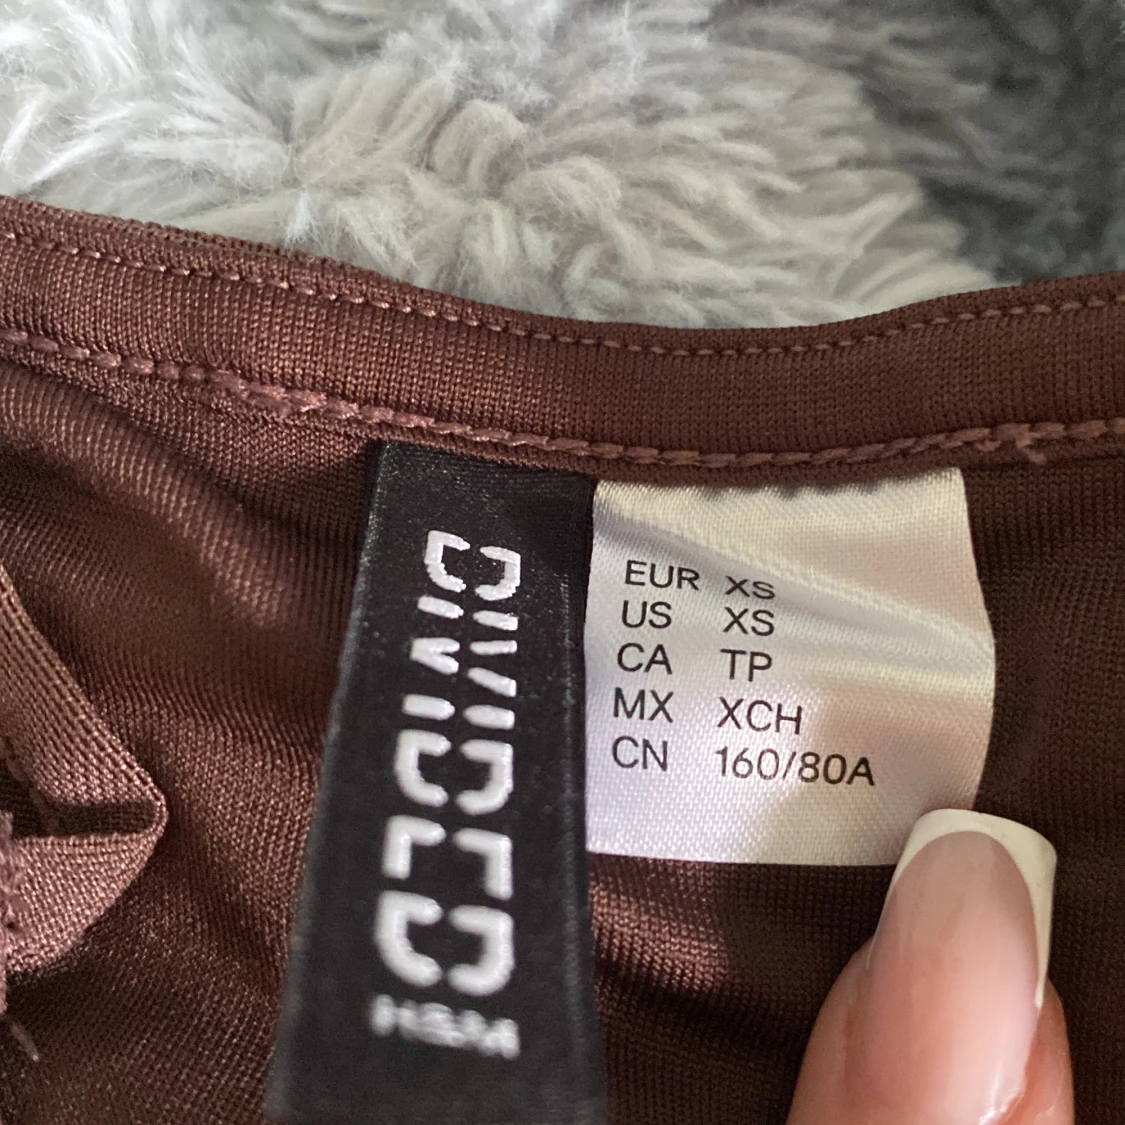 DIVIDED
H&M
EUR XS
US XS
CA TP
MX XCH
CN 160/80A